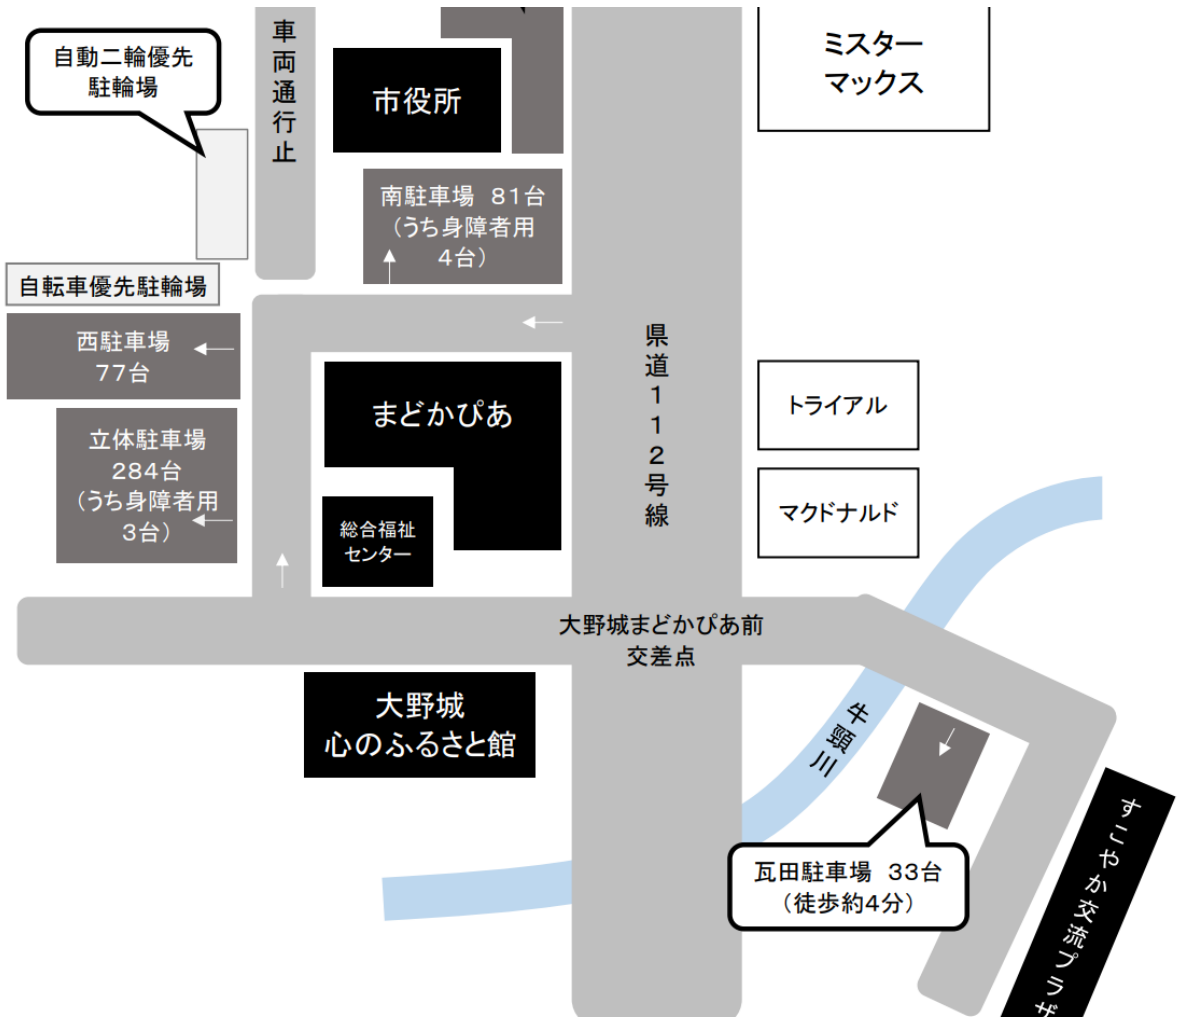 自動二輪優先
駐輪場
車両通行止
市役所
ミスター
マックス
南駐車場 81台
（うち身障者用
4台）
自転車優先駐輪場
西駐車場
77台
県道112号線
まどかぴあ
トライアル
立体駐車場
284台
（うち身障者用
3台）
総合福祉
センター
マクドナルド
大野城まどかぴあ前
交差点
大野城
心のふるさと館
牛頸川
瓦田駐車場 33台
（徒歩約4分）
すこやか交流プラザ